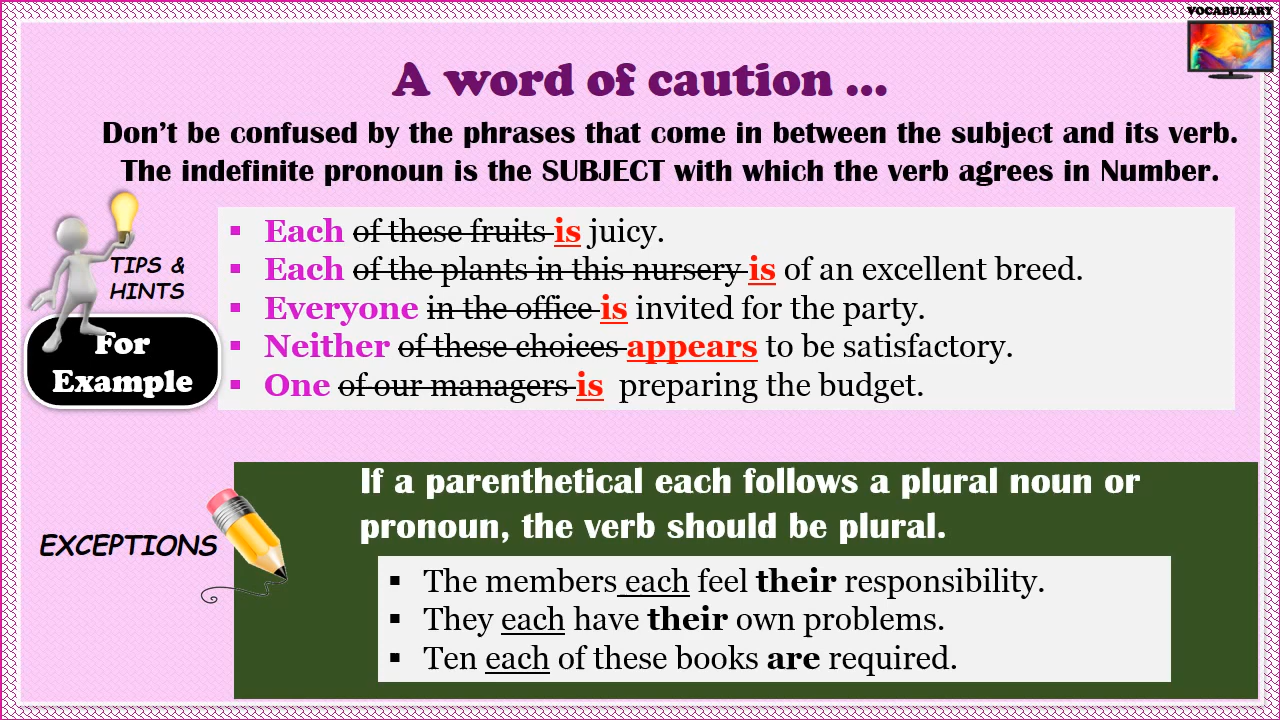 VOCABULARY
A word of caution ...
Don't be confused by the phrases that come in between the subject and its verb.
The indefinite pronoun is the SUBJECT with which the verb agrees in Number.
TIPS &
HINTS
For
Example
▪ Each of these fruits is juicy.
▪ Each of the plants in this nursery is of an excellent breed.
▪ Everyone in the office is invited for the party.
▪ Neither of these choices appears to be satisfactory.
▪ One of our managers is preparing the budget.
EXCEPTIONS
If a parenthetical each follows a plural noun or
pronoun, the verb should be plural.
▪ The members each feel their responsibility.
▪ They each have their own problems.
▪ Ten each of these books are required.